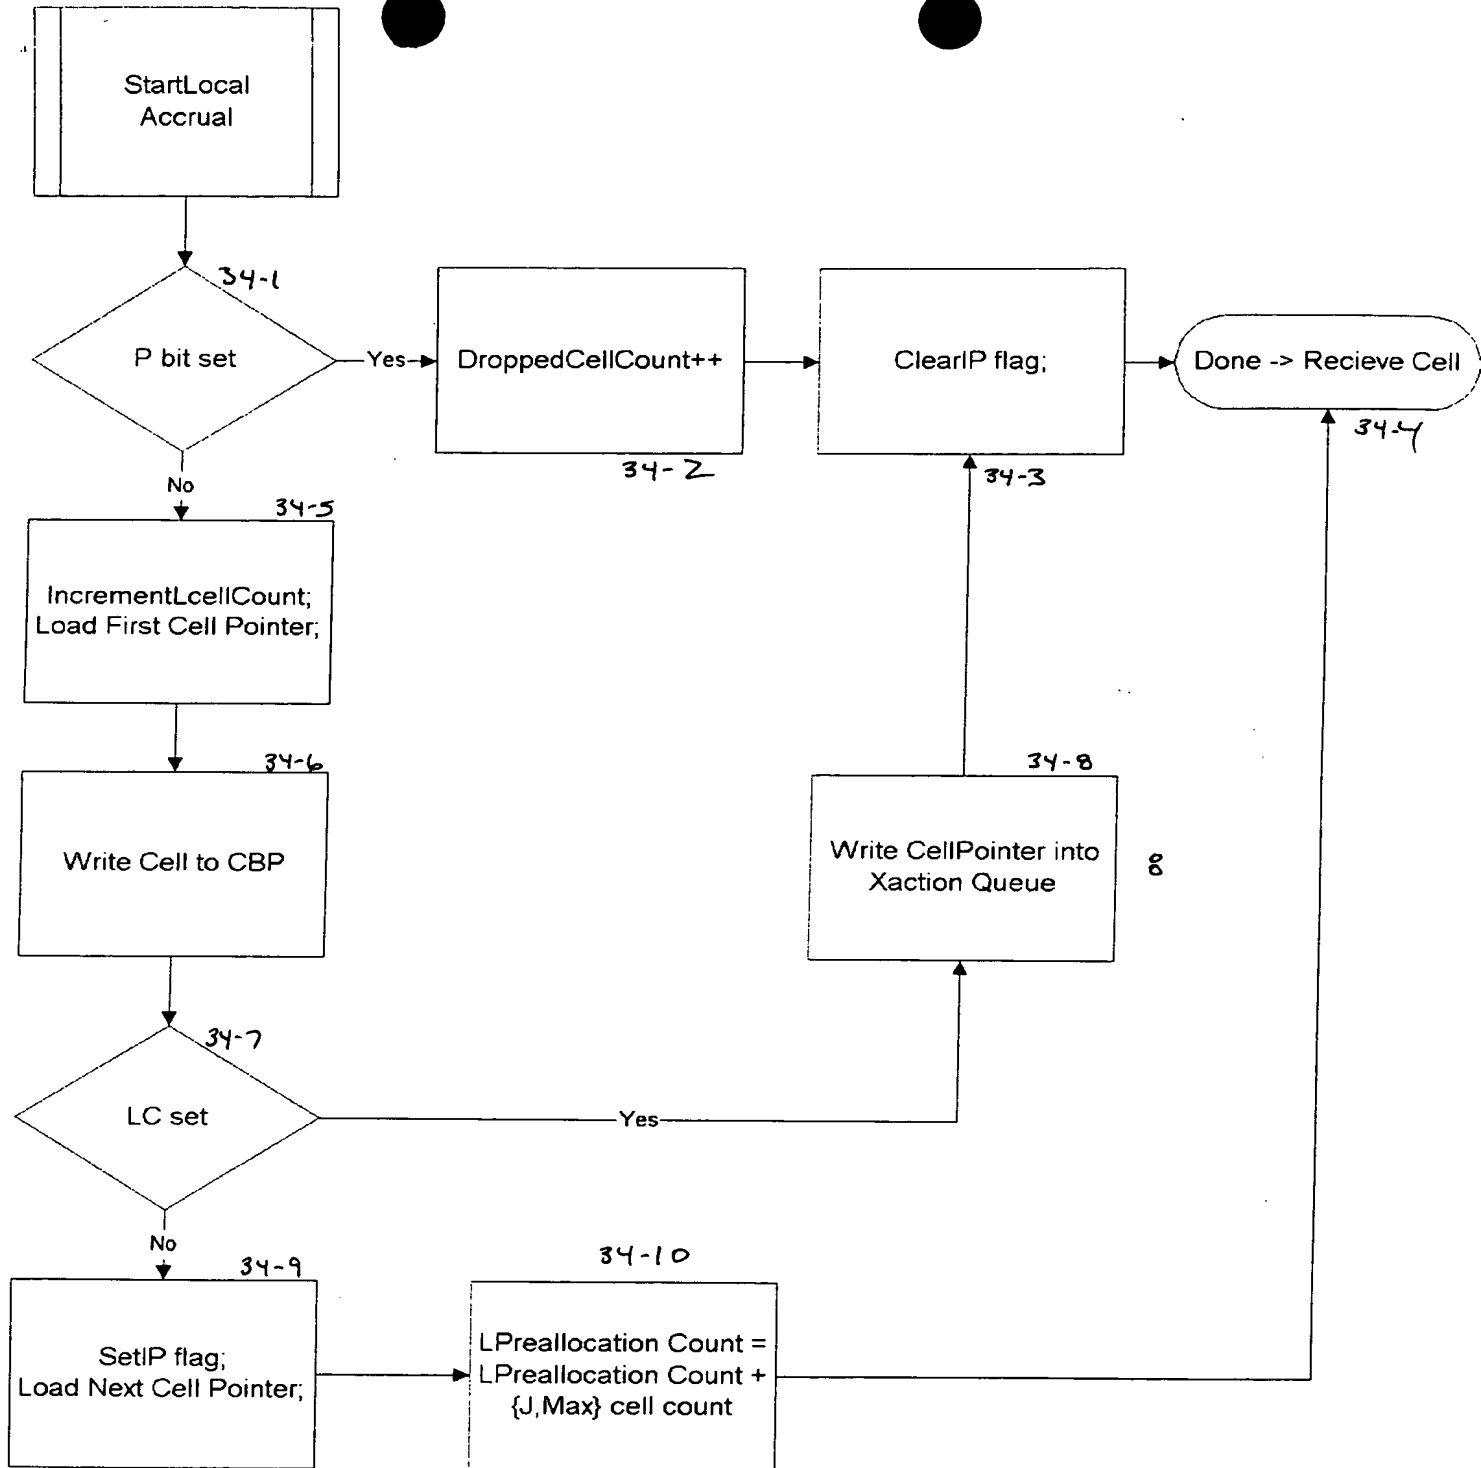 StartLocal
Accrual
34-1
P bit set
Yes
DroppedCellCount++
34-2
ClearIP flag;
34-3
Done -> Recieve Cell
34-4
No
34-5
IncrementLcellCount;
Load First Cell Pointer;
34-6
Write Cell to CBP
34-8
Write CellPointer into
Xaction Queue
8
34-7
LC set
Yes
No
34-9
SetIP flag;
Load Next Cell Pointer;
34-10
LPreallocation Count =
LPreallocation Count +
{J,Max} cell count